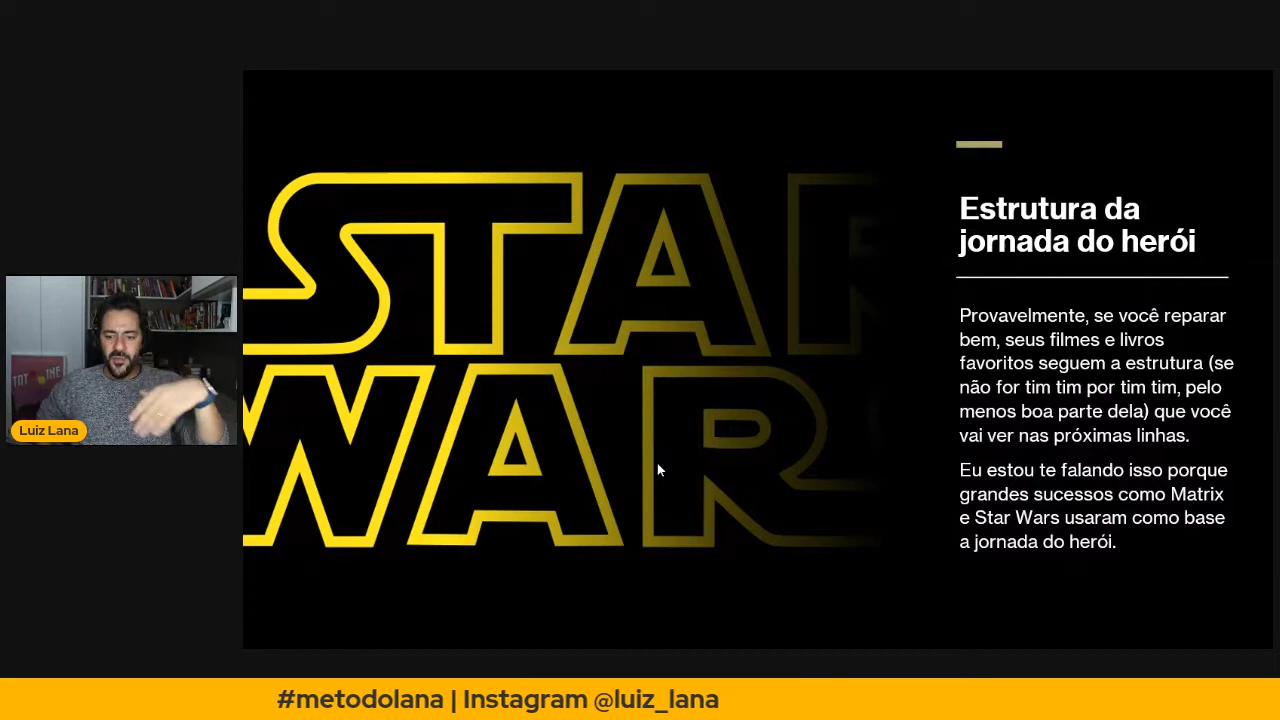 STAR
WARS
Estrutura da
jornada do herói
Provavelmente, se você reparar
bem, seus filmes e livros
favoritos seguem a estrutura (se
não for tim tim por tim tim, pelo
menos boa parte dela) que você
vai ver nas próximas linhas.
Eu estou te falando isso porque
grandes sucessos como Matrix
e Star Wars usaram como base
a jornada do herói.
Luiz Lana
#metodolana | Instagram @luiz_lana